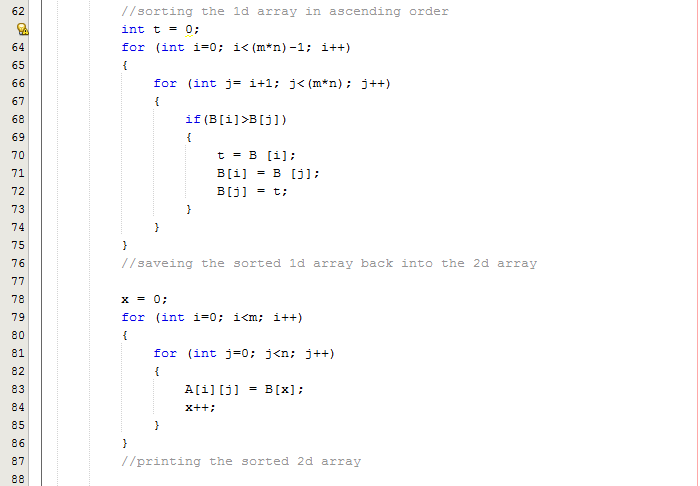 62 //sorting the 1d array in ascending order
int t = 0;
64 for (int i=0; i<(m*n)-1; i++)
65 {
66 for (int j= i+1; j<(m*n); j++)
67 {
68 if(B[i]>B[j])
69 {
70 t = B [i];
71 B[i] = B [j];
72 B[j] = t;
73 }
74 }
75 }
76 //saveing the sorted 1d array back into the 2d array
77
78 x = 0;
79 for (int i=0; i<m; i++)
80 {
81 for (int j=0; j<n; j++)
82 {
83 A[i][j] = B[x];
84 x++;
85 }
86 }
87 //printing the sorted 2d array
88